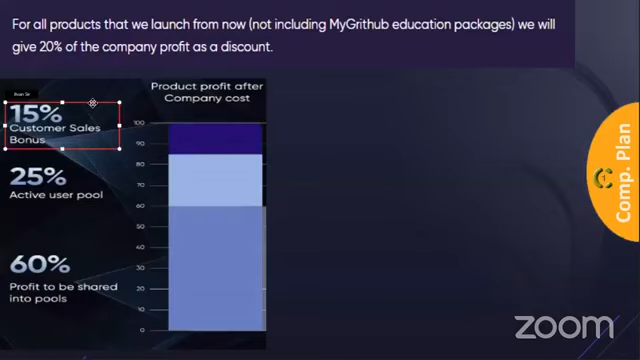 For all products that we launch from now (not including MyGrithub education packages) we will
give 20% of the company profit as a discount.
Product profit after
Company cost
15%
Customer Sales
Bonus
25%
Active user pool
60%
Profit to be shared
into pools
100
90
80
70
60
50
40
30
20
10
0
Comp. Plan
zoom